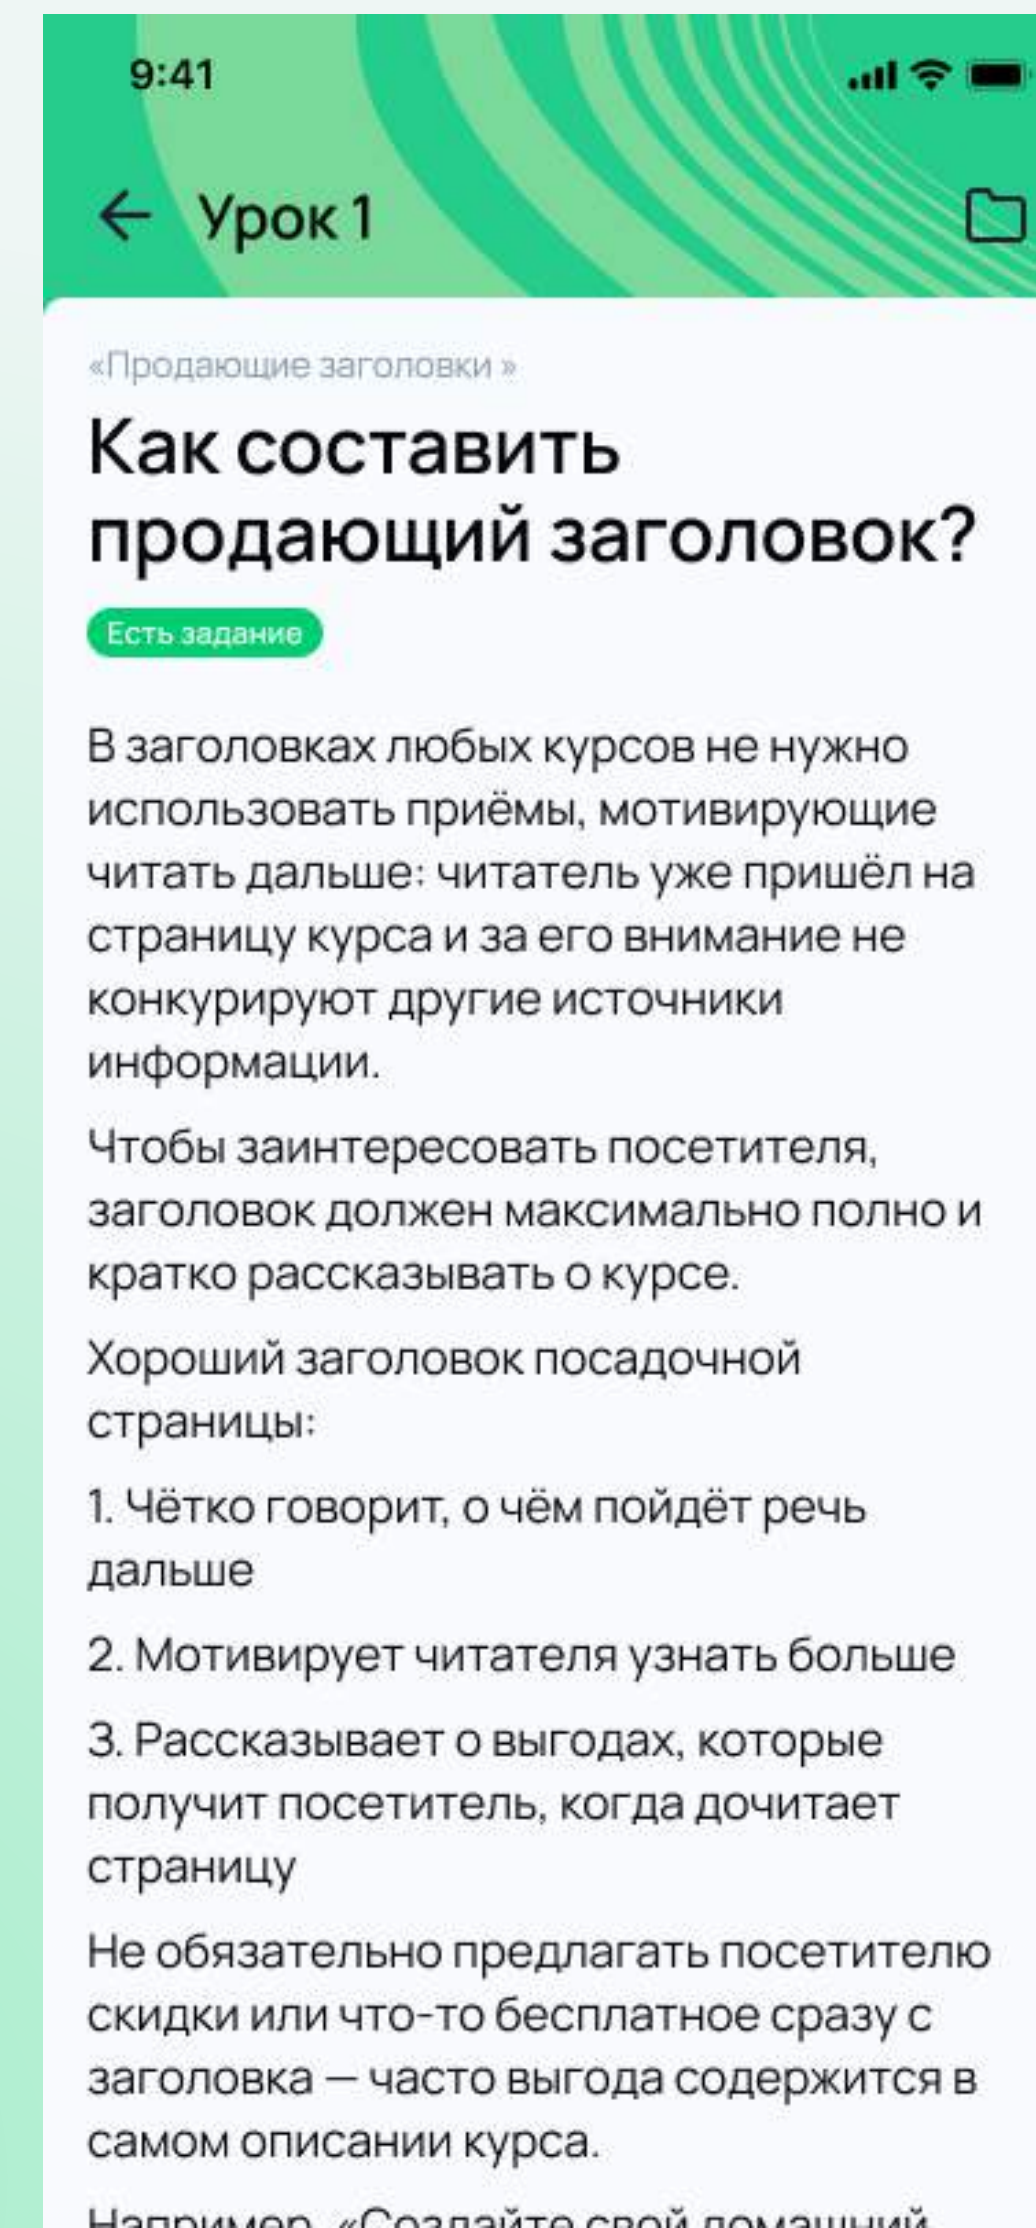 9:41
Урок 1
«Продающие заголовки »
Как составить
продающий заголовок?
Есть задание
В заголовках любых курсов не нужно
использовать приёмы, мотивирующие
читать дальше: читатель уже пришёл на
страницу курса и за его внимание не
конкурируют другие источники
информации.
Чтобы заинтересовать посетителя,
заголовок должен максимально полно и
кратко рассказывать о курсе.
Хороший заголовок посадочной
страницы:
1. Чётко говорит, о чём пойдёт речь
дальше
2. Мотивирует читателя узнать больше
3. Рассказывает о выгодах, которые
получит посетитель, когда дочитает
страницу
Не обязательно предлагать посетителю
скидки или что-то бесплатное сразу с
заголовка — часто выгода содержится в
самом описании курса.
Например, «Создайте свой домашний